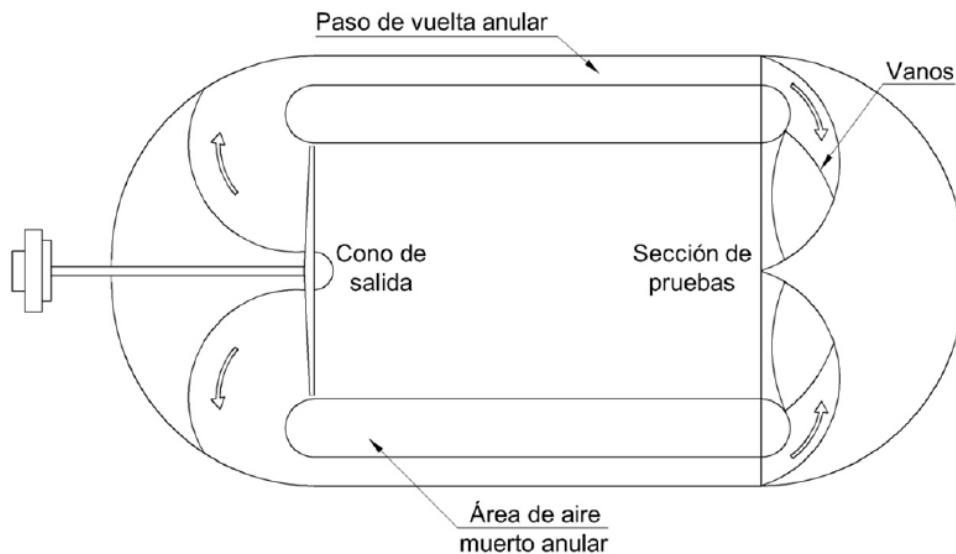 Paso de vuelta anular
Vanos
Cono de
salida
Sección de
pruebas
Área de aire
muerto anular